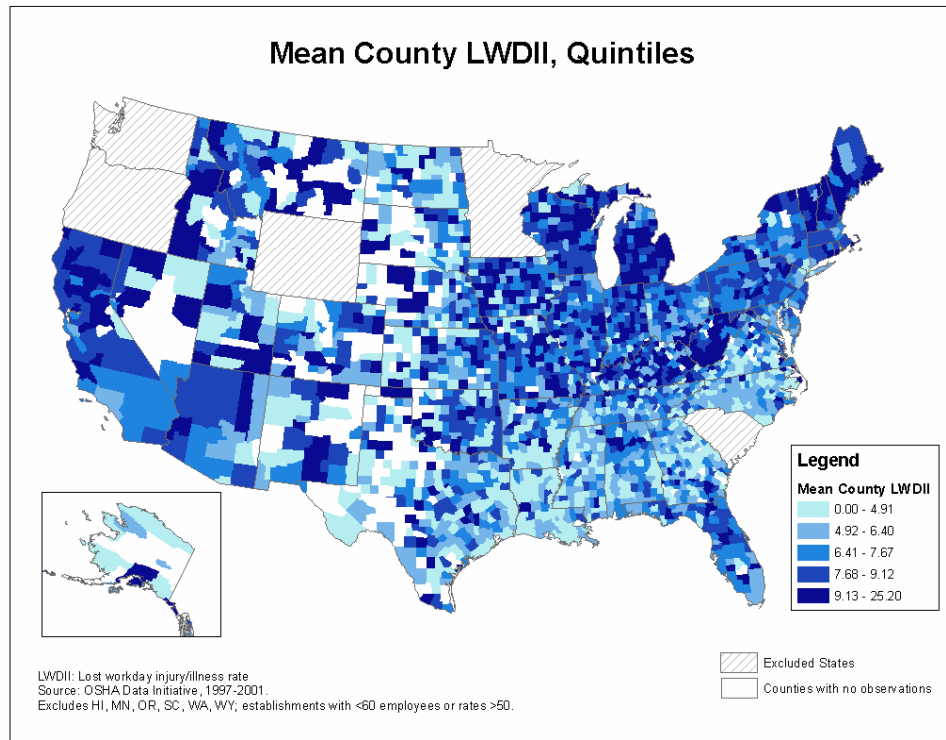 Mean County LWDII, Quintiles
Legend
Mean County LWDII
0.00 - 4.91
4.92 - 6.40
6.41 - 7.67
7.68 - 9.12
9.13 - 25.20
LWDII: Lost workday injury/illness rate
Source: OSHA Data Initiative, 1997-2001.
Excludes HI, MN, OR, SC, WA, WY; establishments with <60 employees or rates >50.
Excluded States
Counties with no observations